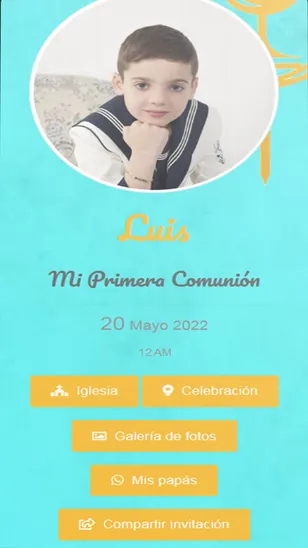 Luis
Mi Primera Comunión
20 Mayo 2022
12AM
Iglesia Celebración
Galería de fotos
Mis papás
Compartir invitación